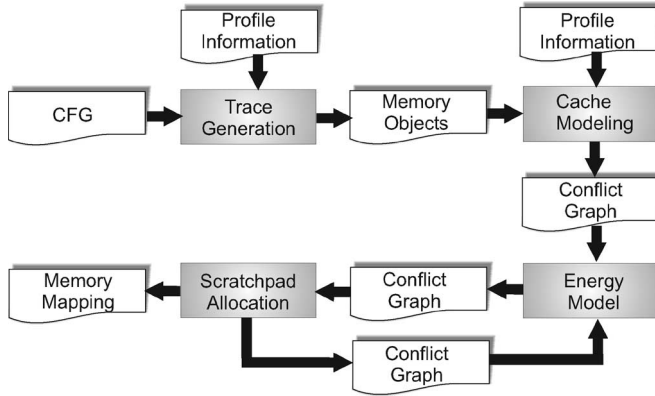 Profile
Information
Profile
Information
CFG
Trace
Generation
Memory
Objects
Cache
Modeling
Conflict
Graph
Memory
Mapping
Scratchpad
Allocation
Conflict
Graph
Energy
Model
Conflict
Graph